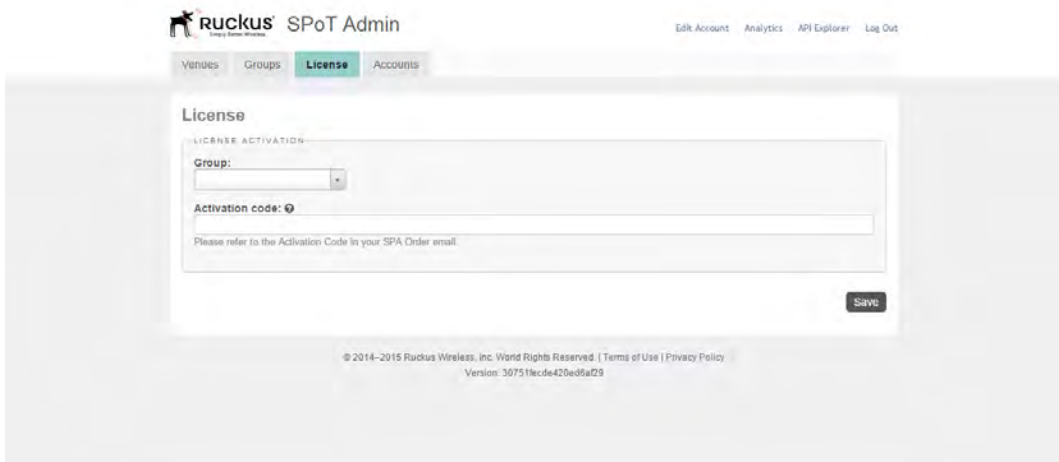 Ruckus SPoT Admin
Simply Better Wireless.
Edit Account Analytics API Explorer Log Out
Venues Groups License Accounts
License
LICENSE ACTIVATION
Group:
Activation code:
Please refer to the Activation Code in your SPA Order email.
Save
© 2014–2015 Ruckus Wireless, Inc. World Rights Reserved. | Terms of Use | Privacy Policy
Version: